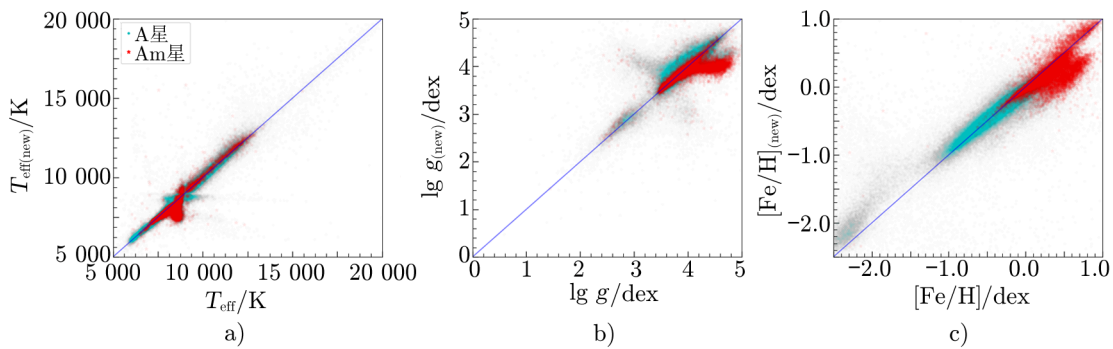 20 000
15 000
10 000
5 000
T_eff(new)/K
A星
Am星
5 000 10 000 15 000 20 000
T_eff/K
a)
5
4
3
2
1
0
lg g_(new)/dex
0 1 2 3 4 5
lg g/dex
b)
1.0
0.0
−1.0
−2.0
[Fe/H]_(new)/dex
−2.0 −1.0 0.0 1.0
[Fe/H]/dex
c)